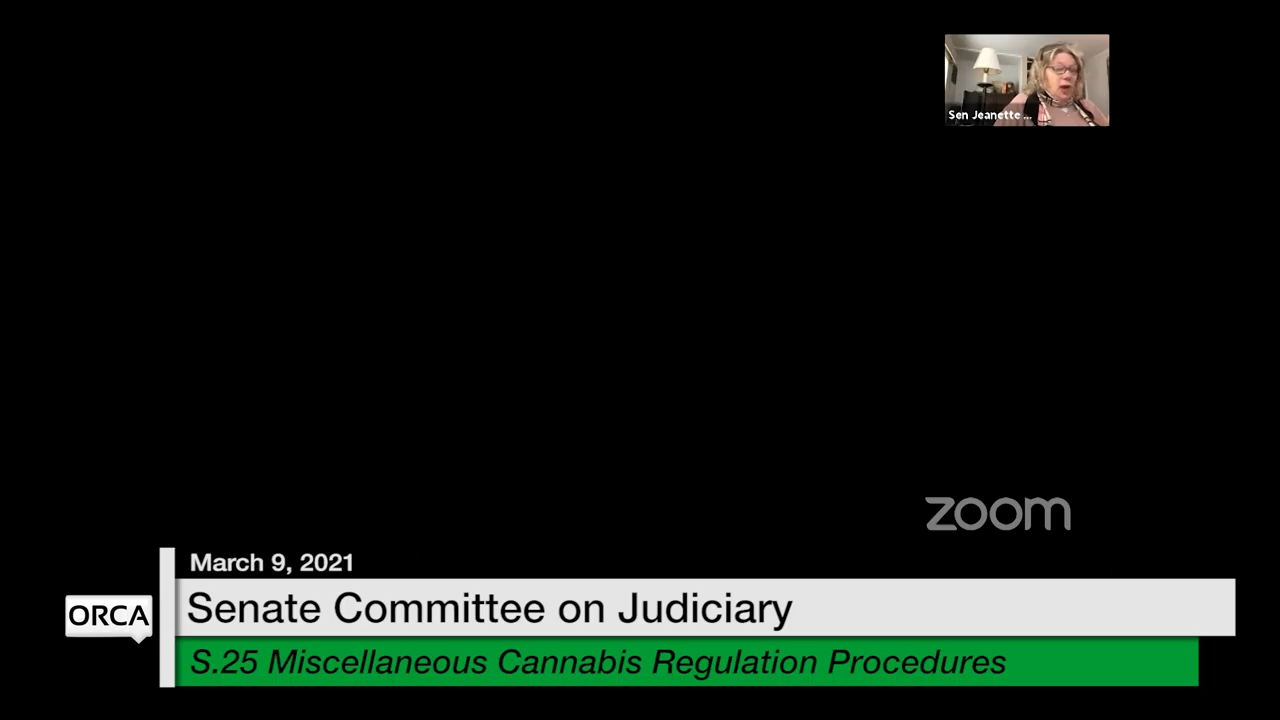 Sen Jeanette ...
zoom
March 9, 2021
Senate Committee on Judiciary
ORCA
S.25 Miscellaneous Cannabis Regulation Procedures